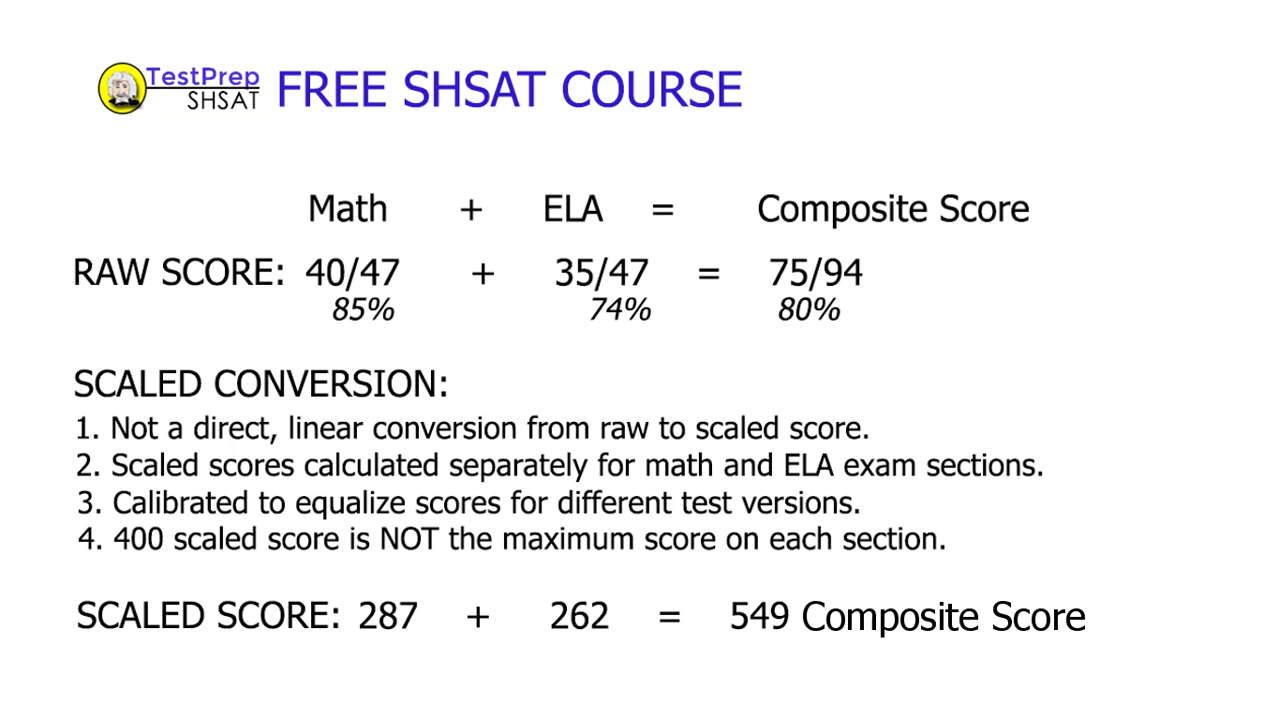 TestPrep
SHSAT
FREE SHSAT COURSE
Math + ELA = Composite Score
RAW SCORE: 40/47 + 35/47 = 75/94
85% 74% 80%
SCALED CONVERSION:
1. Not a direct, linear conversion from raw to scaled score.
2. Scaled scores calculated separately for math and ELA exam sections.
3. Calibrated to equalize scores for different test versions.
4. 400 scaled score is NOT the maximum score on each section.
SCALED SCORE: 287 + 262 = 549 Composite Score